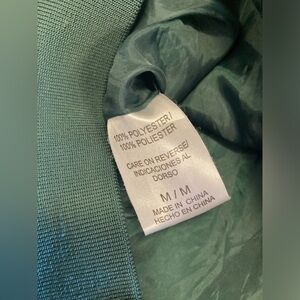 100% POLYESTER/
100% POLIESTER
CARE ON REVERSE/
INDICACIONES AL
DORSO
M / M
MADE IN CHINA
HECHO EN CHINA